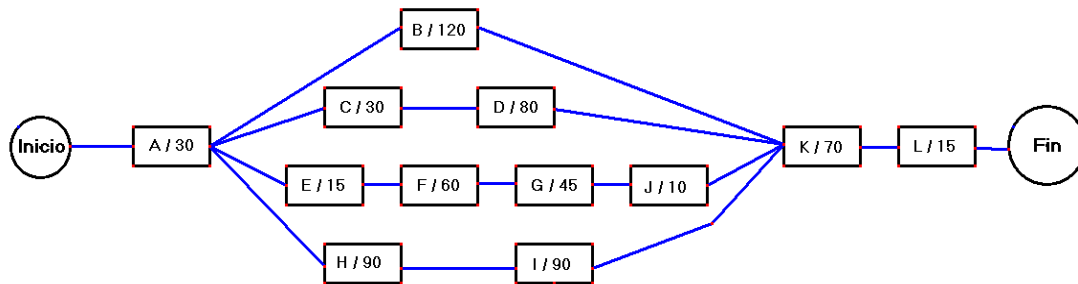 B / 120
C / 30
D / 80
Inicio
A / 30
K / 70
L / 15
Fin
E / 15
F / 60
G / 45
J / 10
H / 90
I / 90